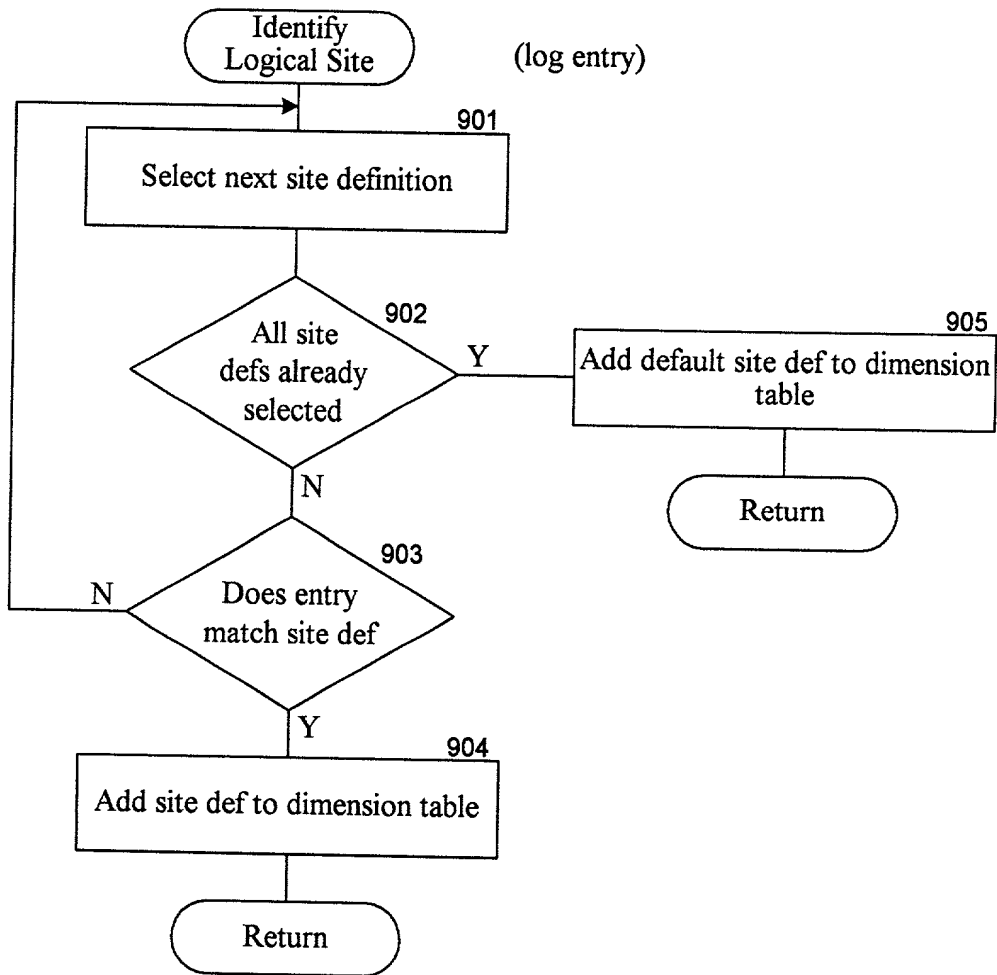 Identify
Logical Site
(log entry)
901
Select next site definition
902
All site
defs already
selected
Y
905
Add default site def to dimension
table
N
Return
903
N
Does entry
match site def
Y
904
Add site def to dimension table
Return